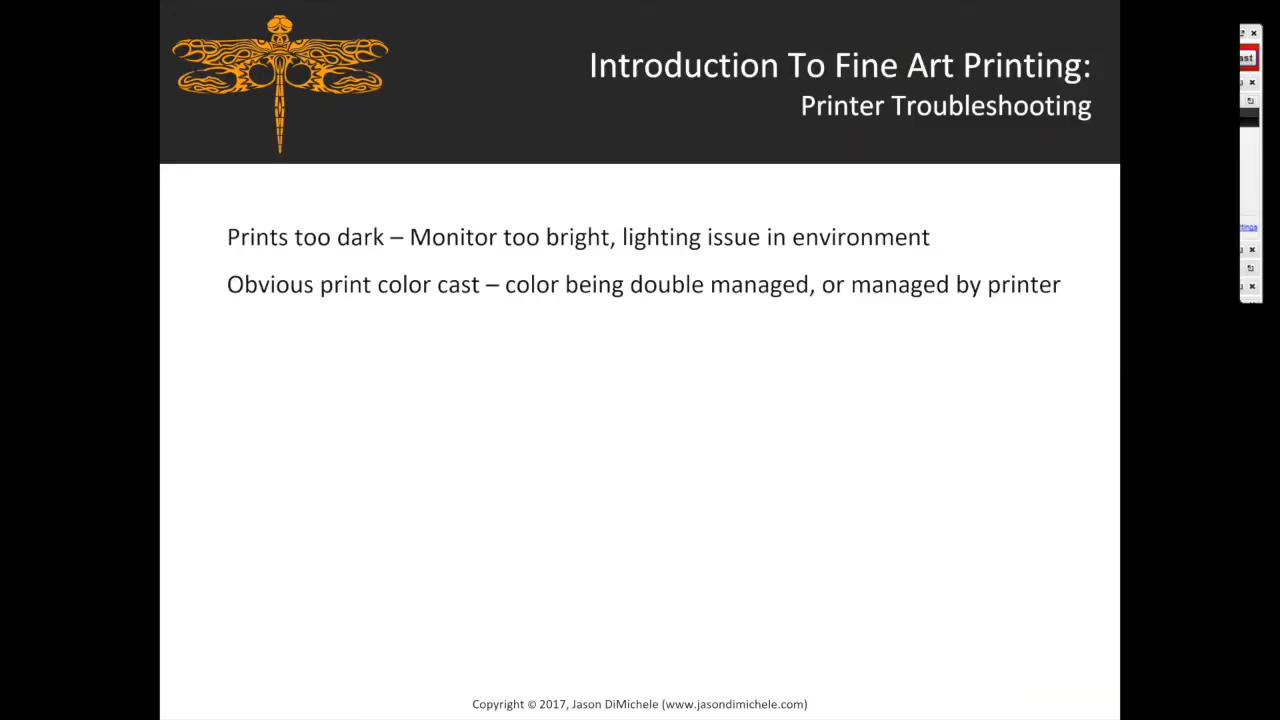 Introduction To Fine Art Printing:
Printer Troubleshooting
Prints too dark – Monitor too bright, lighting issue in environment
Obvious print color cast – color being double managed, or managed by printer
Copyright © 2017, Jason DiMichele (www.jasondimichele.com)